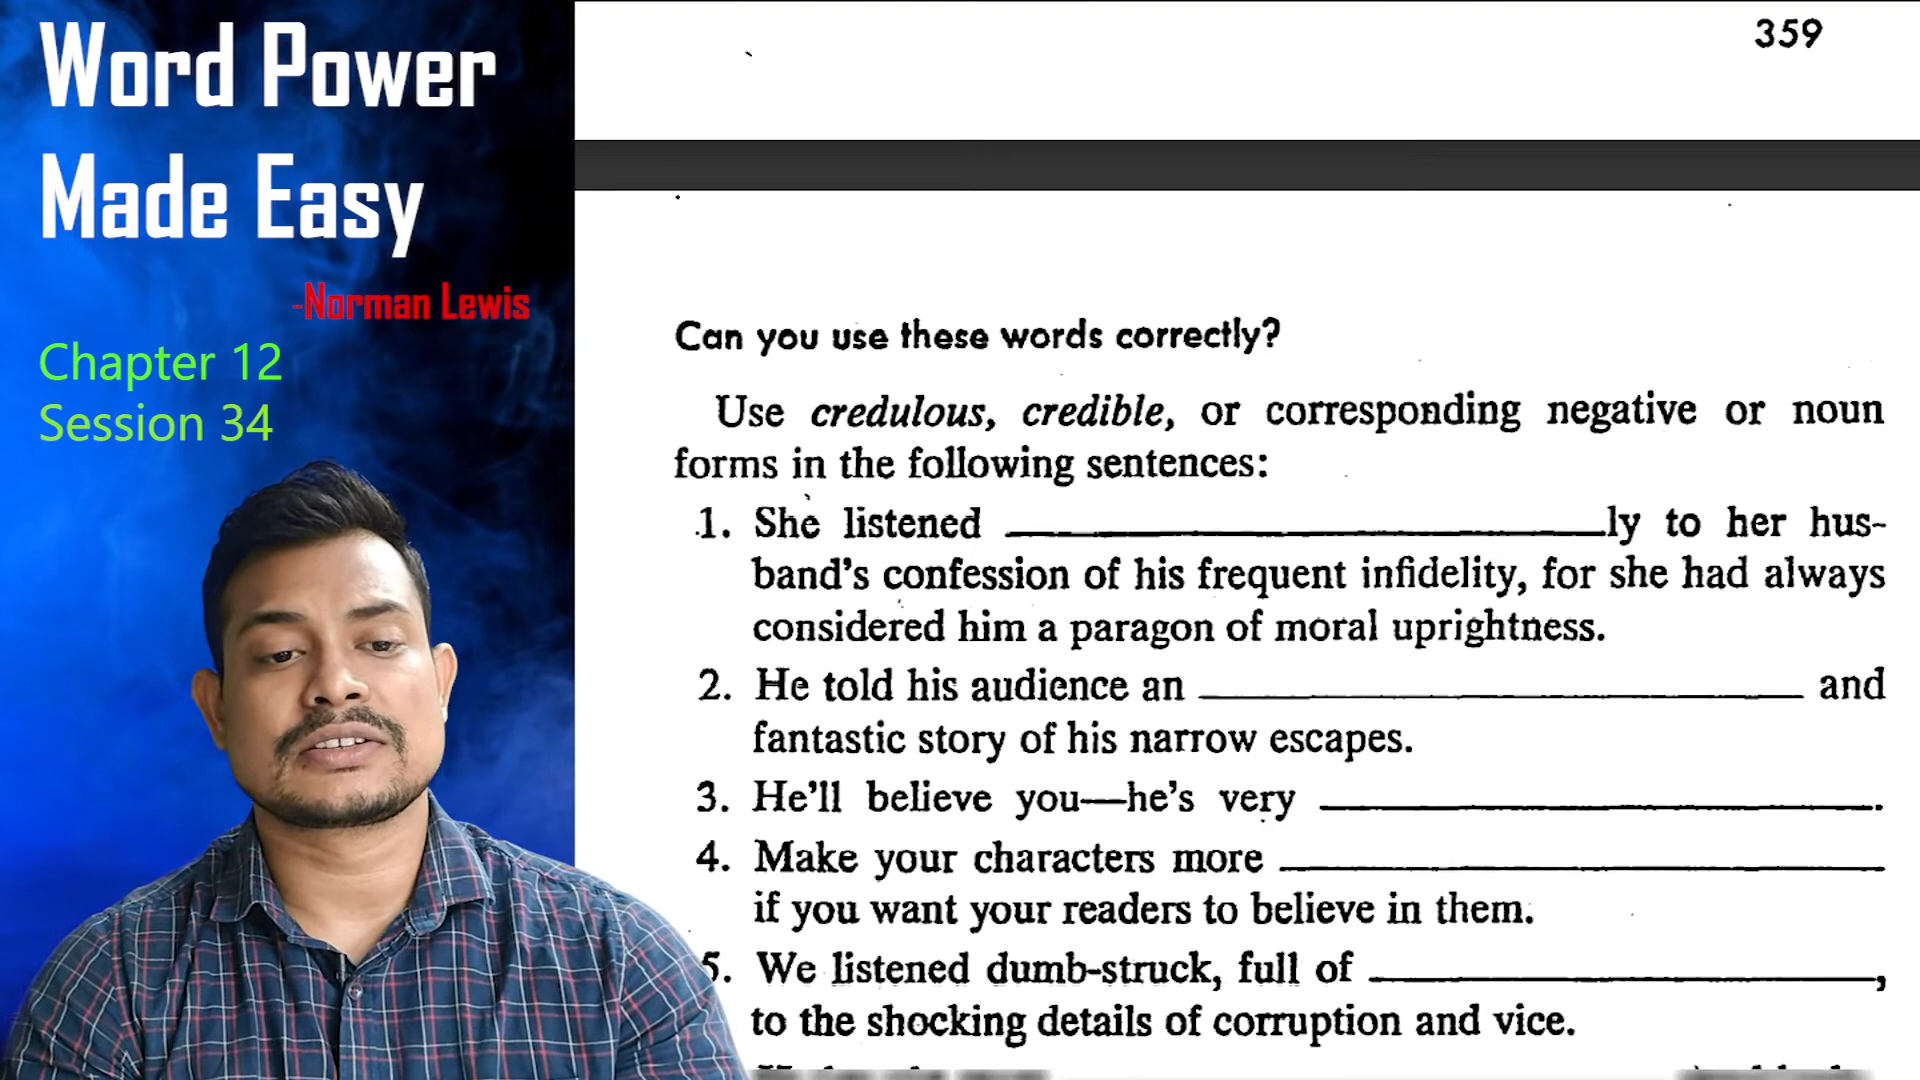 Word Power
Made Easy
-Norman Lewis
Chapter 12
Session 34
359
Can you use these words correctly?
Use credulous, credible, or corresponding negative or noun
forms in the following sentences:
1. She listened ____________________ly to her hus-
band's confession of his frequent infidelity, for she had always
considered him a paragon of moral uprightness.
2. He told his audience an ____________________ and
fantastic story of his narrow escapes.
3. He'll believe you—he's very ____________________.
4. Make your characters more ____________________
if you want your readers to believe in them.
5. We listened dumb-struck, full of ____________________,
to the shocking details of corruption and vice.